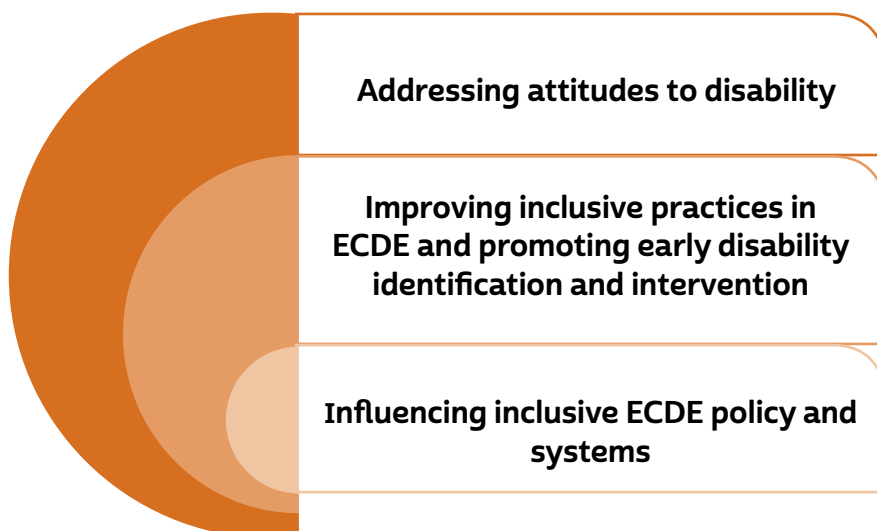 Addressing attitudes to disability
Improving inclusive practices in
ECDE and promoting early disability
identification and intervention
Influencing inclusive ECDE policy and
systems